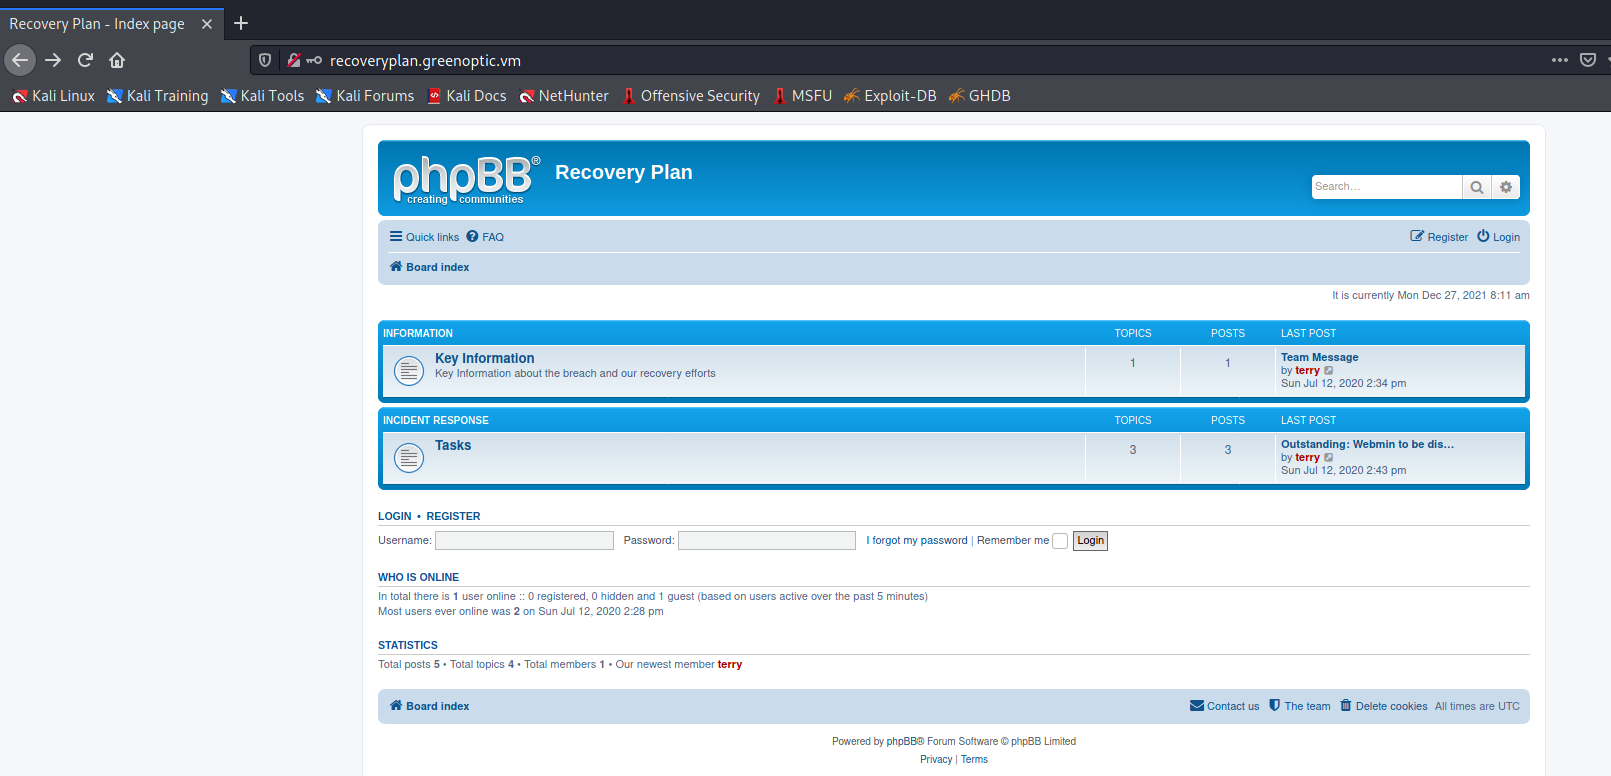 Recovery Plan - Index page
recoveryplan.greenoptic.vm
Kali Linux Kali Training Kali Tools Kali Forums Kali Docs NetHunter Offensive Security MSFU Exploit-DB GHDB
phpBB® Recovery Plan
creating communities
Search…
Quick links FAQ Register Login
Board index
It is currently Mon Dec 27, 2021 8:11 am
INFORMATION TOPICS POSTS LAST POST
Key Information 1 1 Team Message
Key Information about the breach and our recovery efforts by terry
Sun Jul 12, 2020 2:34 pm
INCIDENT RESPONSE TOPICS POSTS LAST POST
Tasks 3 3 Outstanding: Webmin to be dis…
by terry
Sun Jul 12, 2020 2:43 pm
LOGIN • REGISTER
Username: Password: I forgot my password | Remember me Login
WHO IS ONLINE
In total there is 1 user online :: 0 registered, 0 hidden and 1 guest (based on users active over the past 5 minutes)
Most users ever online was 2 on Sun Jul 12, 2020 2:28 pm
STATISTICS
Total posts 5 • Total topics 4 • Total members 1 • Our newest member terry
Board index Contact us The team Delete cookies All times are UTC
Powered by phpBB® Forum Software © phpBB Limited
Privacy | Terms